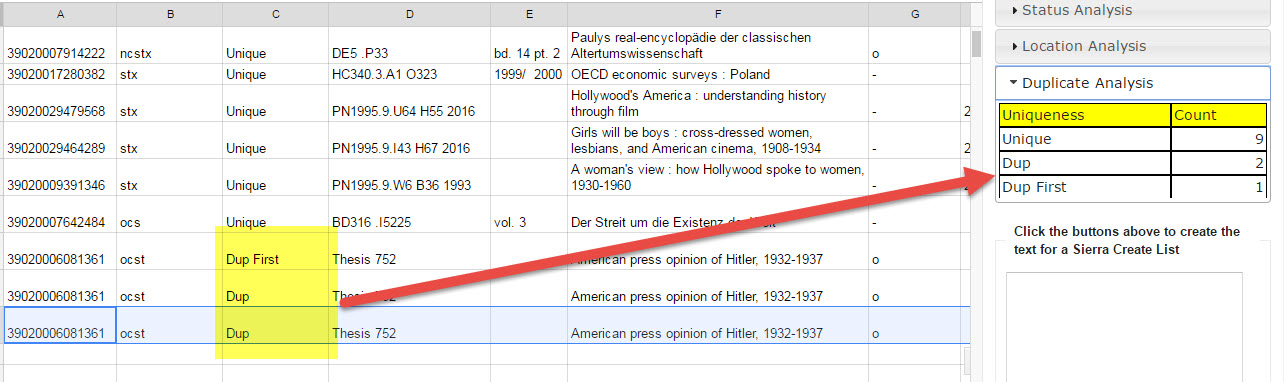 A B C D E F G
39020007914222 ncstx Unique DE5 .P33 bd. 14 pt. 2 Paulys real-encyclopädie der classischen
Altertumswissenschaft o
39020017280382 stx Unique HC340.3.A1 O323 1999/ 2000 OECD economic surveys : Poland -
39020029479568 stx Unique PN1995.9.U64 H55 2016 Hollywood's America : understanding history
through film - 2
39020029464289 stx Unique PN1995.9.I43 H67 2016 Girls will be boys : cross-dressed women,
lesbians, and American cinema, 1908-1934 - 2
39020009391346 stx Unique PN1995.9.W6 B36 1993 A woman's view : how Hollywood spoke to women,
1930-1960 -
39020007642484 ocs Unique BD316 .I5225 vol. 3 Der Streit um die Existenz -
39020006081361 ocst Dup First Thesis 752 American press opinion of Hitler, 1932-1937 o
39020006081361 ocst Dup Thesis 752 American press opinion of Hitler, 1932-1937 o
39020006081361 ocst Dup Thesis 752 American press opinion of Hitler, 1932-1937 o
Status Analysis
Location Analysis
Duplicate Analysis
Uniqueness Count
Unique 9
Dup 2
Dup First 1
Click the buttons above to create the
text for a Sierra Create List